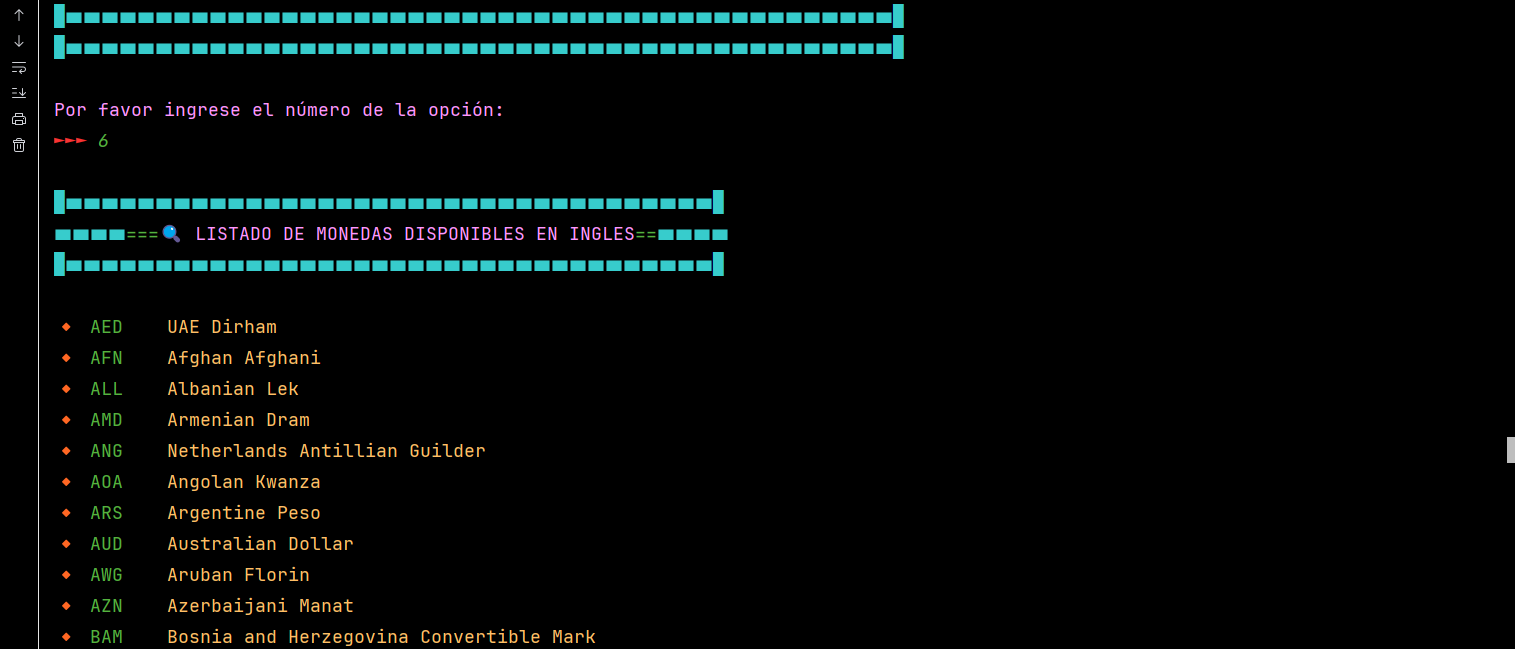 Por favor ingrese el número de la opción:
►►► 6
===🔍 LISTADO DE MONEDAS DISPONIBLES EN INGLES==
🔸 AED UAE Dirham
🔸 AFN Afghan Afghani
🔸 ALL Albanian Lek
🔸 AMD Armenian Dram
🔸 ANG Netherlands Antillian Guilder
🔸 AOA Angolan Kwanza
🔸 ARS Argentine Peso
🔸 AUD Australian Dollar
🔸 AWG Aruban Florin
🔸 AZN Azerbaijani Manat
🔸 BAM Bosnia and Herzegovina Convertible Mark